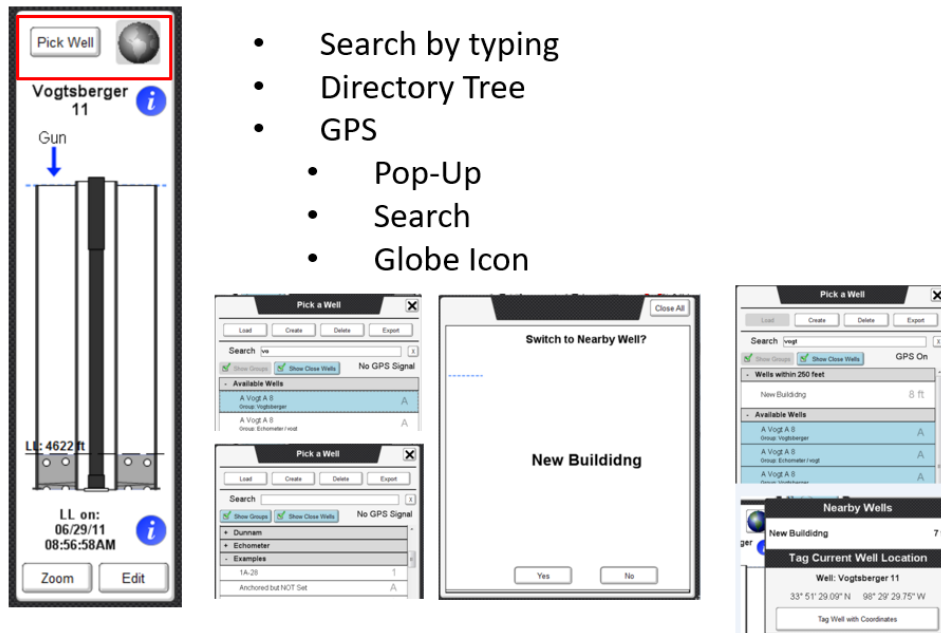 Pick Well
Vogtsberger
11
i
Gun
LL: 4622 ft
LL on:
06/29/11
08:56:58AM
i
Zoom
Edit
• Search by typing
• Directory Tree
• GPS
• Pop-Up
• Search
• Globe Icon
Pick a Well
X
Load Create Delete Export
Search ve x
Show Groups Show Close Wells No GPS Signal
- Available Wells
A Vogt A 8 A
Group: Vogtsberger
A Vogt A 8 A
Group: Echometer / vogt
Pick a Well
X
Load Create Delete Export
Search x
Show Groups Show Close Wells No GPS Signal
+ Dunnam
+ Echometer
- Examples
1A-28 1
Anchored but NOT Set A
Close All
Switch to Nearby Well?
New Buildidng
Yes No
Pick a Well
X
Load Create Delete Export
Search vogt x
Show Groups Show Close Wells GPS On
- Wells within 250 feet
New Buildidng 8 ft
- Available Wells
A Vogt A 8 A
Group: Vogtsberger
A Vogt A 8 A
Group: Echometer / vogt
A Vogt A 8 A
Group: Vogtsberger
ger
Nearby Wells
New Buildidng 7
Tag Current Well Location
Well: Vogtsberger 11
33° 51' 29.09" N 98° 29' 29.75" W
Tag Well with Coordinates